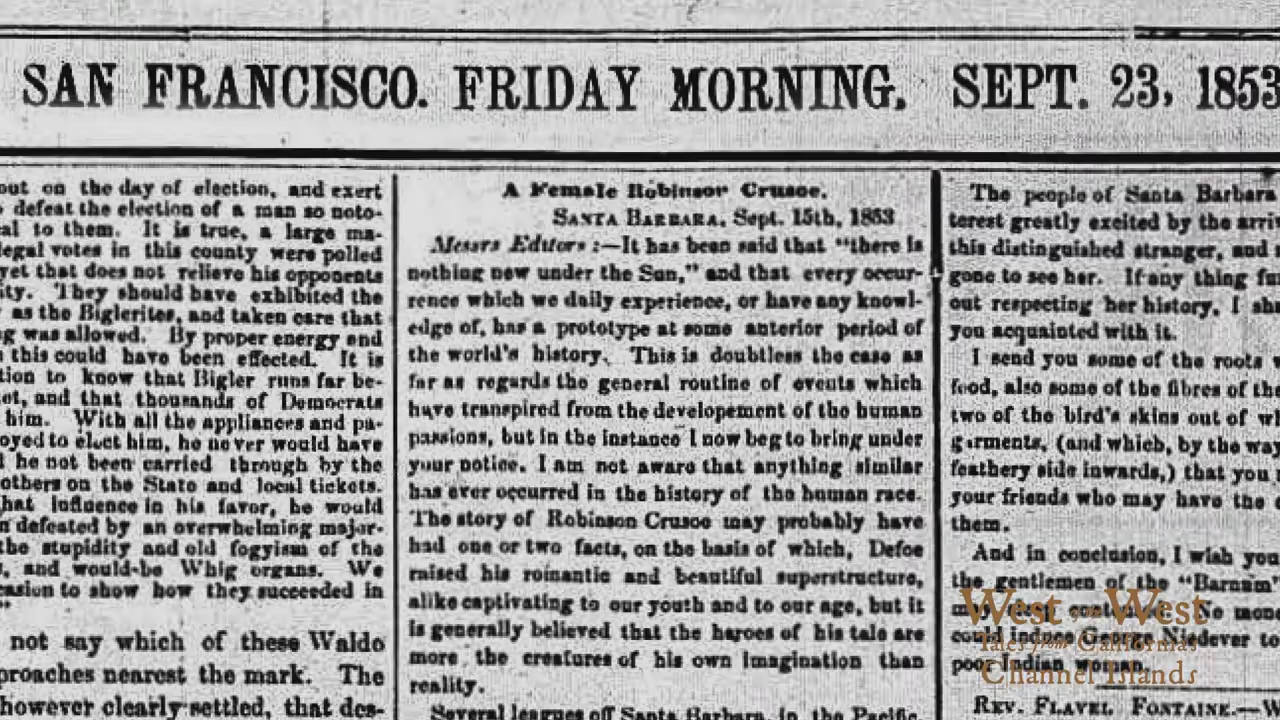 SAN FRANCISCO. FRIDAY MORNING, SEPT. 23, 1853
out on the day of election, and exert
defeat the election of a man so noto-
al to them. It is true, a large ma-
legal votes in this county were polled
yet that does not relieve his opponents
ity. They should have exhibited the
as the Biglerites, and taken care that
g was allowed. By proper energy and
this could have been effected. It is
tion to know that Bigler runs far be-
et, and that thousands of Democrats
him. With all the appliances and pa-
oyed to elect him, he never would have
he not been carried through by the
others on the State and local tickets.
hat influence in his favor, he would
n defeated by an overwhelming major-
the stupidity and old fogyism of the
, and would-be Whig organs. We
casion to show how they succeeded in
not say which of these Waldo
proaches nearest the mark. The
however clearly settled, that des-
A Female Robinson Crusoe.
SANTA BARBARA, Sept. 15th, 1853
Messrs Editors :—It has been said that "there is
nothing new under the Sun," and that every occur-
rence which we daily experience, or have any knowl-
edge of, has a prototype at some anterior period of
the world's history. This is doubtless the case as
far as regards the general routine of events which
have transpired from the developement of the human
passions, but in the instance I now beg to bring under
your notice. I am not aware that anything similar
has ever occurred in the history of the human race.
The story of Robinson Crusoe may probably have
had one or two facts, on the basis of which, Defoe
raised his romantic and beautiful superstructure,
alike captivating to our youth and to our age, but it
is generally believed that the heroes of his tale are
more the creatures of his own imagination than
reality.
Several leagues off Santa Barbara, in the Pacific,
The people of Santa Barbara
terest greatly excited by the arri
this distinguished stranger, and
gone to see her. If any thing fu
out respecting her history, I sh
you acquainted with it.
I send you some of the roots
food, also some of the fibres of the
two of the bird's skins out of w
garments, (and which, by the way
feathery side inwards,) that you
your friends who may have the
them.
And in conclusion, I wish you
the gentlemen of the "Barnam"
No mon
could induce George Niedever to
poor Indian woman.
REV. FLAVEL FONTAINE.—W
West of the West
Tales from California's
Channel Islands